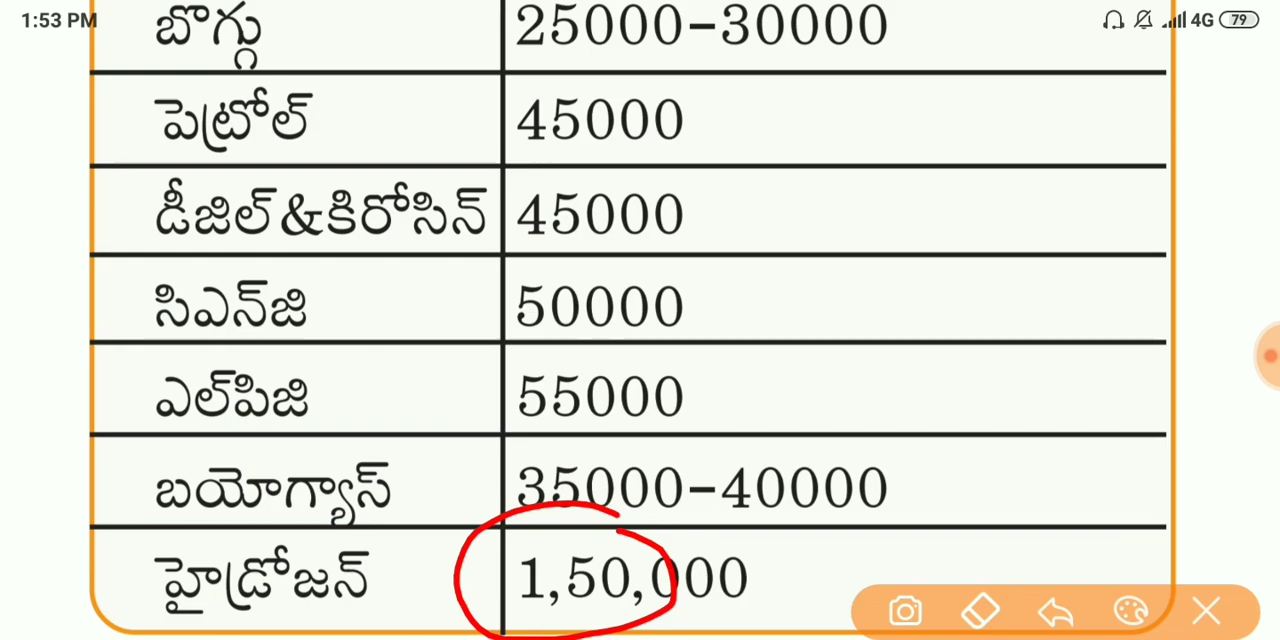 1:53 PM 4G 79
బొగ్గు 25000-30000
పెట్రోల్ 45000
డీజిల్&కిరోసిన్ 45000
సిఎన్‌జి 50000
ఎల్‌పిజి 55000
బయోగ్యాస్ 35000-40000
హైడ్రోజన్ 1,50,000